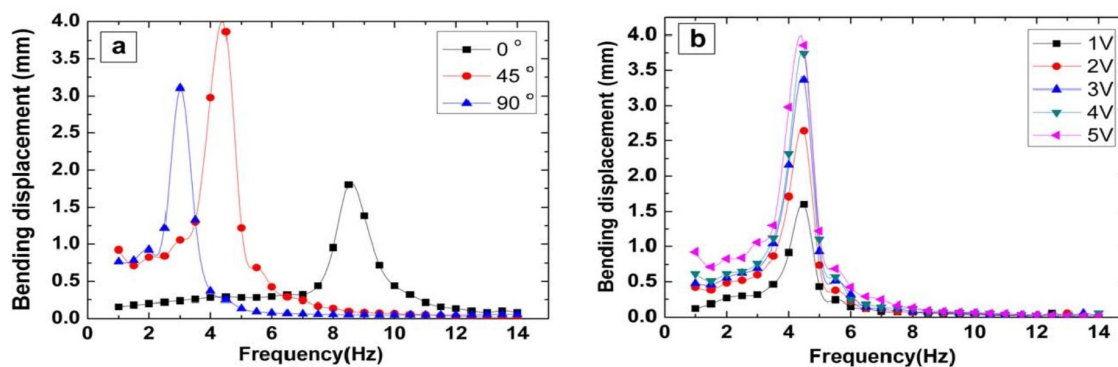 a
0 °
45 °
90 °
Bending displacement (mm)
4.0
3.5
3.0
2.5
2.0
1.5
1.0
0.5
0.0
0 2 4 6 8 10 12 14
Frequency(Hz)
b
1V
2V
3V
4V
5V
Bending displacement (mm)
4.0
3.5
3.0
2.5
2.0
1.5
1.0
0.5
0.0
0 2 4 6 8 10 12 14
Frequency(Hz)